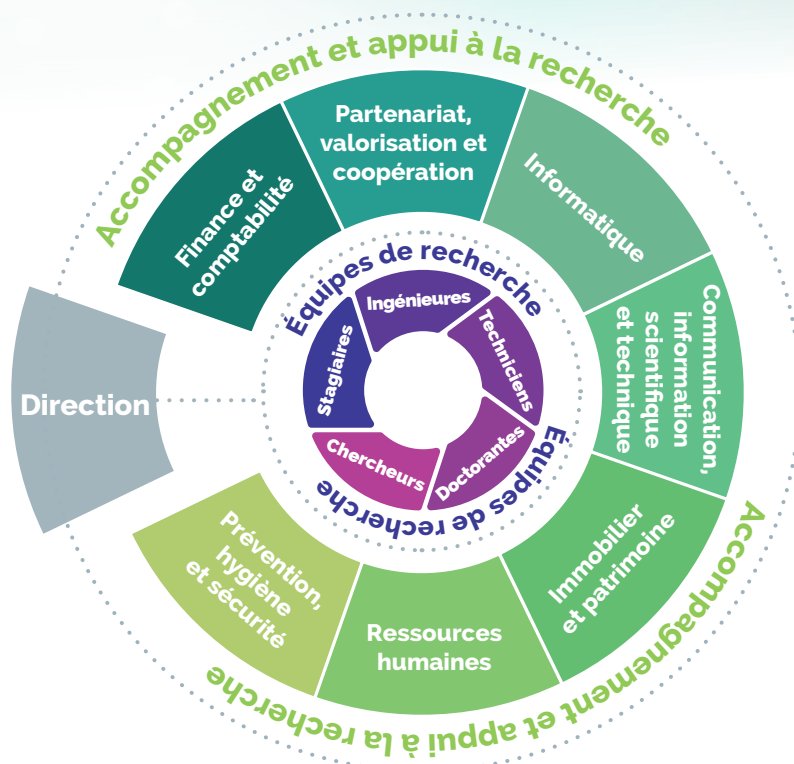 Accompagnement et appui à la recherche
Finance et
comptabilité
Partenariat,
valorisation et
coopération
Informatique
Communication,
information
scientifique
et technique
Immobilier
et patrimoine
Ressources
humaines
Prévention,
hygiène
et sécurité
Direction
Équipes de recherche
Ingénieures
Techniciens
Doctorantes
Chercheurs
Stagiaires
Équipes de recherche
Accompagnement et appui à la recherche